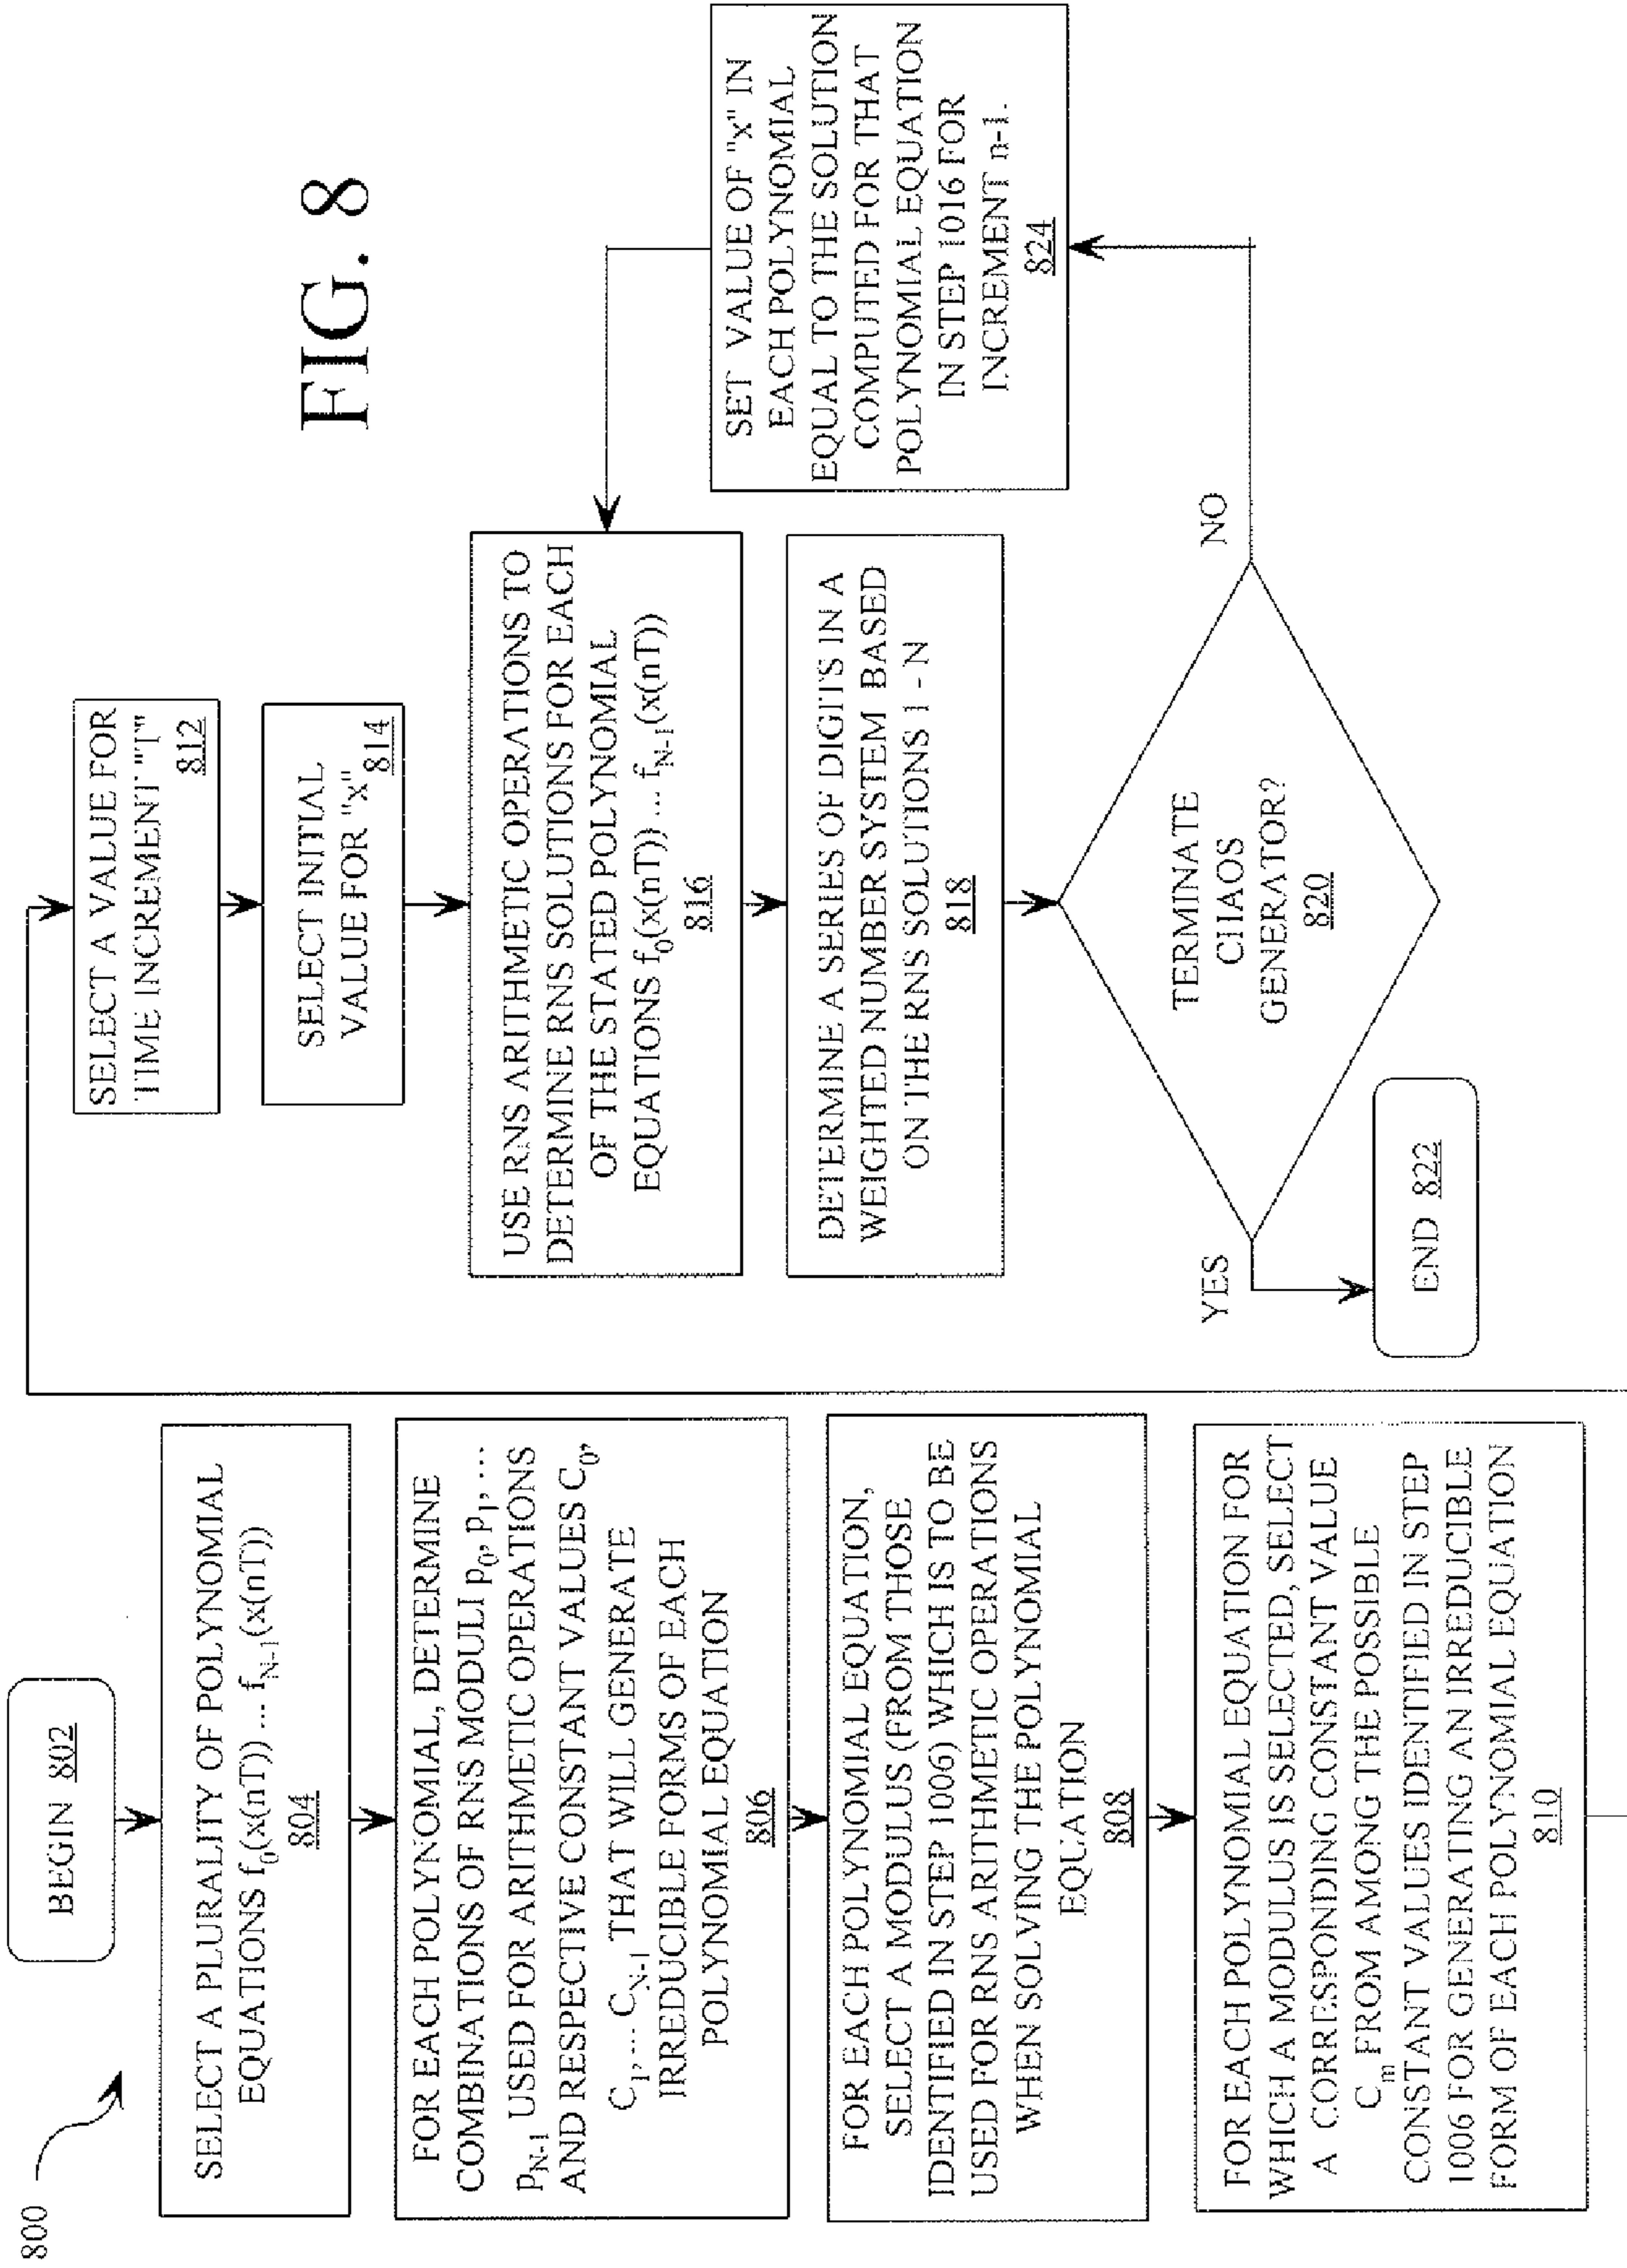 800
BEGIN 802
SELECT A PLURALITY OF POLYNOMIAL
EQUATIONS f0(x(nT)) ... fN-1(x(nT))
804
FOR EACH POLYNOMIAL, DETERMINE
COMBINATIONS OF RNS MODULI p0, p1, ...
pN-1 USED FOR ARITHMETIC OPERATIONS
AND RESPECTIVE CONSTANT VALUES C0,
C1, ... CN-1 THAT WILL GENERATE
IRREDUCIBLE FORMS OF EACH
POLYNOMIAL EQUATION
806
FOR EACH POLYNOMIAL EQUATION,
SELECT A MODULUS (FROM THOSE
IDENTIFIED IN STEP 1006) WHICH IS TO BE
USED FOR RNS ARITHMETIC OPERATIONS
WHEN SOLVING THE POLYNOMIAL
EQUATION
808
FOR EACH POLYNOMIAL EQUATION FOR
WHICH A MODULUS IS SELECTED, SELECT
A CORRESPONDING CONSTANT VALUE
Cm FROM AMONG THE POSSIBLE
CONSTANT VALUES IDENTIFIED IN STEP
1006 FOR GENERATING AN IRREDUCIBLE
FORM OF EACH POLYNOMIAL EQUATION
810
SELECT A VALUE FOR
TIME INCREMENT "T"
812
SELECT INITIAL
VALUE FOR "x"
814
USE RNS ARITHMETIC OPERATIONS TO
DETERMINE RNS SOLUTIONS FOR EACH
OF THE STATED POLYNOMIAL
EQUATIONS f0(x(nT)) ... fN-1(x(nT))
816
DETERMINE A SERIES OF DIGITS IN A
WEIGHTED NUMBER SYSTEM BASED
ON THE RNS SOLUTIONS 1 - N
818
TERMINATE
CHAOS
GENERATOR?
820
YES
NO
END 822
SET VALUE OF "x" IN
EACH POLYNOMIAL
EQUAL TO THE SOLUTION
COMPUTED FOR THAT
POLYNOMIAL EQUATION
IN STEP 1016 FOR
INCREMENT n-1.
824
FIG. 8